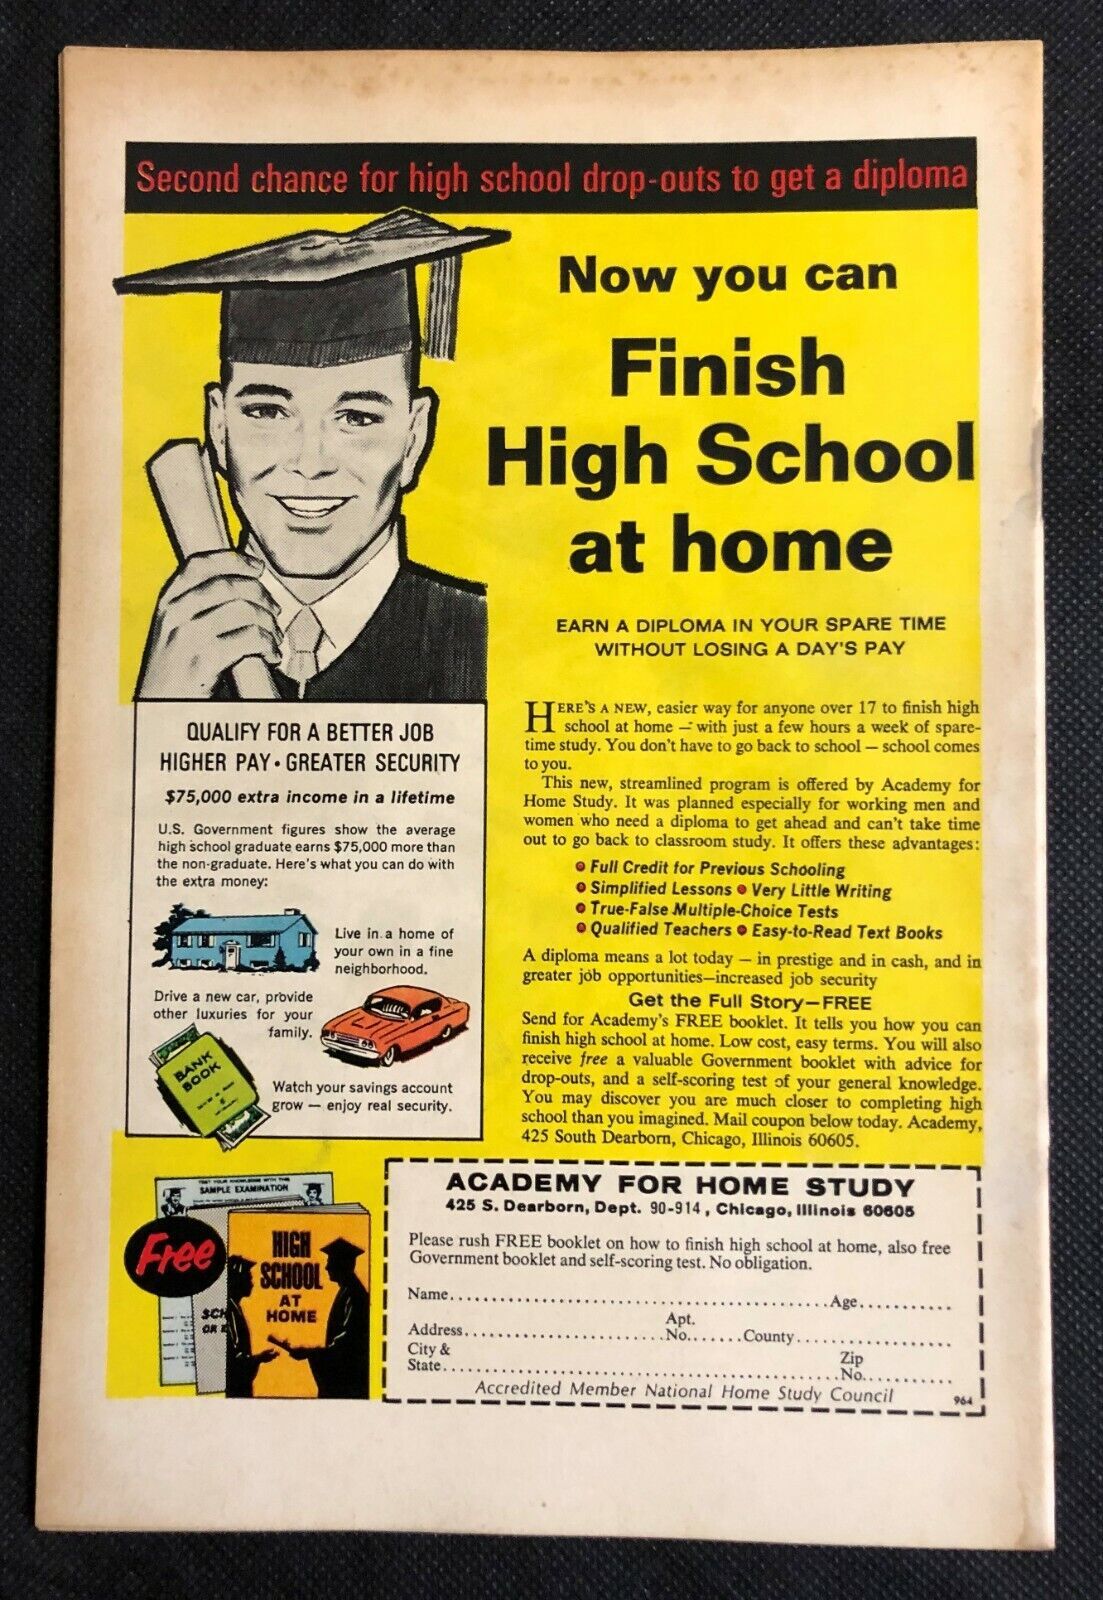 Second chance for high school drop-outs to get a diploma
Now you can
Finish
High School
at home
EARN A DIPLOMA IN YOUR SPARE TIME
WITHOUT LOSING A DAY'S PAY
QUALIFY FOR A BETTER JOB
HIGHER PAY • GREATER SECURITY
$75,000 extra income in a lifetime
U.S. Government figures show the average
high school graduate earns $75,000 more than
the non-graduate. Here's what you can do with
the extra money:
Live in a home of
your own in a fine
neighborhood.
Drive a new car, provide
other luxuries for your
family.
BANK
BOOK
Watch your savings account
grow — enjoy real security.
HERE'S A NEW, easier way for anyone over 17 to finish high
school at home — with just a few hours a week of spare-
time study. You don't have to go back to school — school comes
to you.
This new, streamlined program is offered by Academy for
Home Study. It was planned especially for working men and
women who need a diploma to get ahead and can't take time
out to go back to classroom study. It offers these advantages:
• Full Credit for Previous Schooling
• Simplified Lessons • Very Little Writing
• True-False Multiple-Choice Tests
• Qualified Teachers • Easy-to-Read Text Books
A diploma means a lot today — in prestige and in cash, and in
greater job opportunities—increased job security
Get the Full Story—FREE
Send for Academy's FREE booklet. It tells you how you can
finish high school at home. Low cost, easy terms. You will also
receive free a valuable Government booklet with advice for
drop-outs, and a self-scoring test of your general knowledge.
You may discover you are much closer to completing high
school than you imagined. Mail coupon below today. Academy,
425 South Dearborn, Chicago, Illinois 60605.
TEST YOUR KNOWLEDGE WITH THIS
SAMPLE EXAMINATION
Free
HIGH
SCHOOL
AT
HOME
SCH
OR
ACADEMY FOR HOME STUDY
425 S. Dearborn, Dept. 90-914, Chicago, Illinois 60605
Please rush FREE booklet on how to finish high school at home, also free
Government booklet and self-scoring test. No obligation.
Name Age
Address Apt. No. County
City & State Zip No.
Accredited Member National Home Study Council
964